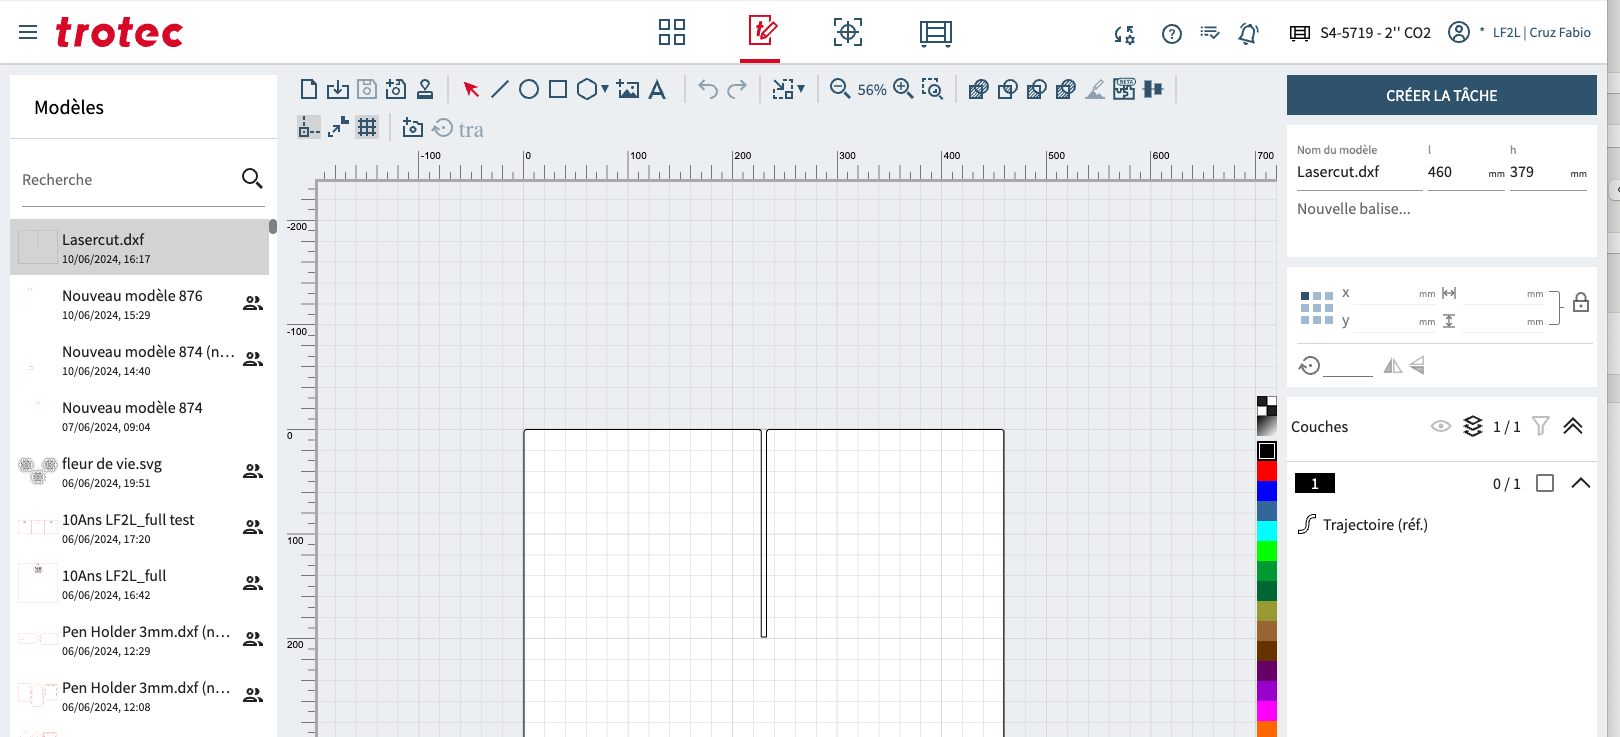 trotec
S4-5719 - 2'' CO2
* LF2L | Cruz Fabio
Modèles
Recherche
Lasercut.dxf
10/06/2024, 16:17
Nouveau modèle 876
10/06/2024, 15:29
Nouveau modèle 874 (n...
10/06/2024, 14:40
Nouveau modèle 874
07/06/2024, 09:04
fleur de vie.svg
06/06/2024, 19:51
10Ans LF2L_full test
06/06/2024, 17:20
10Ans LF2L_full
06/06/2024, 16:42
Pen Holder 3mm.dxf (n...
06/06/2024, 12:29
Pen Holder 3mm.dxf (n...
06/06/2024, 12:08
A
56%
BETA
tra
-100 0 100 200 300 400 500 600 700
-200
-100
0
100
200
CRÉER LA TÂCHE
Nom du modèle l h
Lasercut.dxf 460 mm 379 mm
Nouvelle balise...
x mm mm
y mm mm
Couches 1 / 1
1 0 / 1
Trajectoire (réf.)